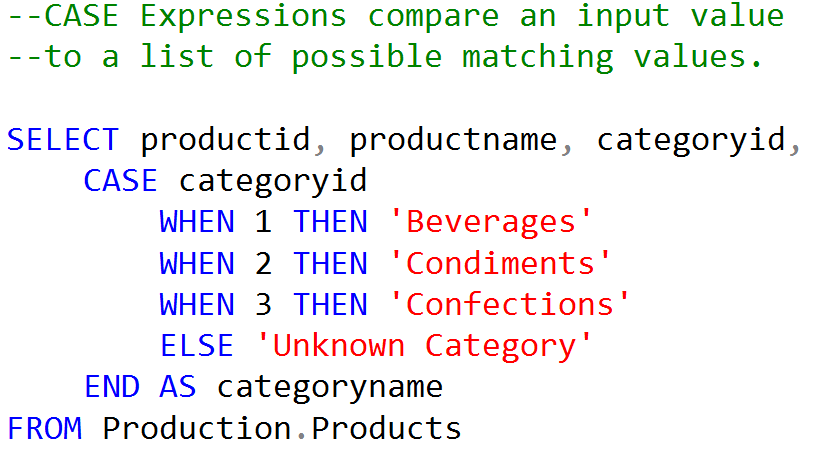 --CASE Expressions compare an input value
--to a list of possible matching values.
SELECT productid, productname, categoryid,
CASE categoryid
WHEN 1 THEN 'Beverages'
WHEN 2 THEN 'Condiments'
WHEN 3 THEN 'Confections'
ELSE 'Unknown Category'
END AS categoryname
FROM Production.Products